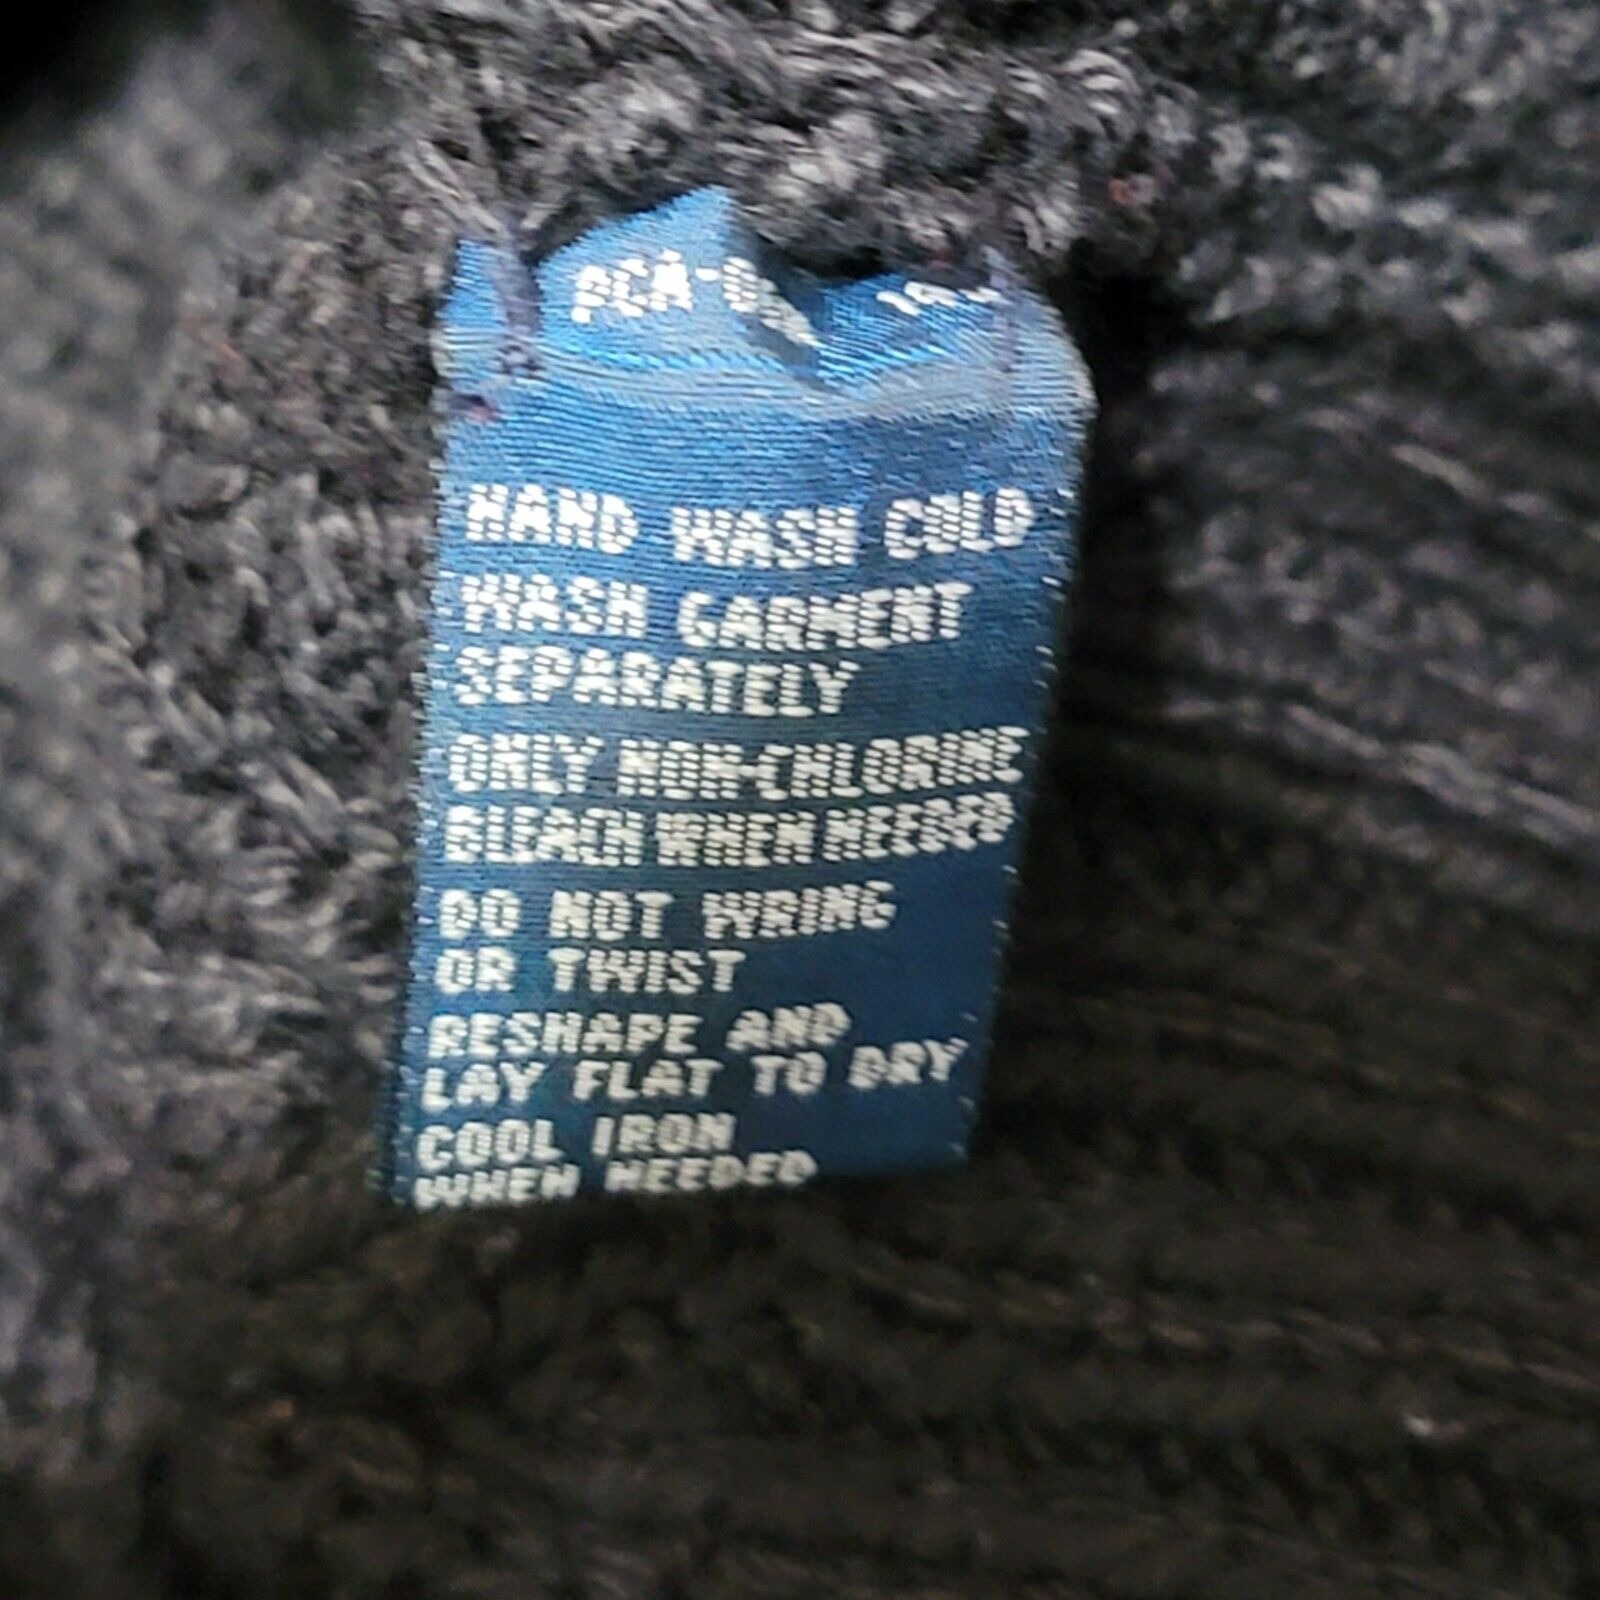 HAND WASH COLD
WASH GARMENT
SEPARATELY
ONLY NON-CHLORINE
BLEACH WHEN NEEDED
DO NOT WRING
OR TWIST
RESHAPE AND
LAY FLAT TO DRY
COOL IRON
WHEN NEEDED